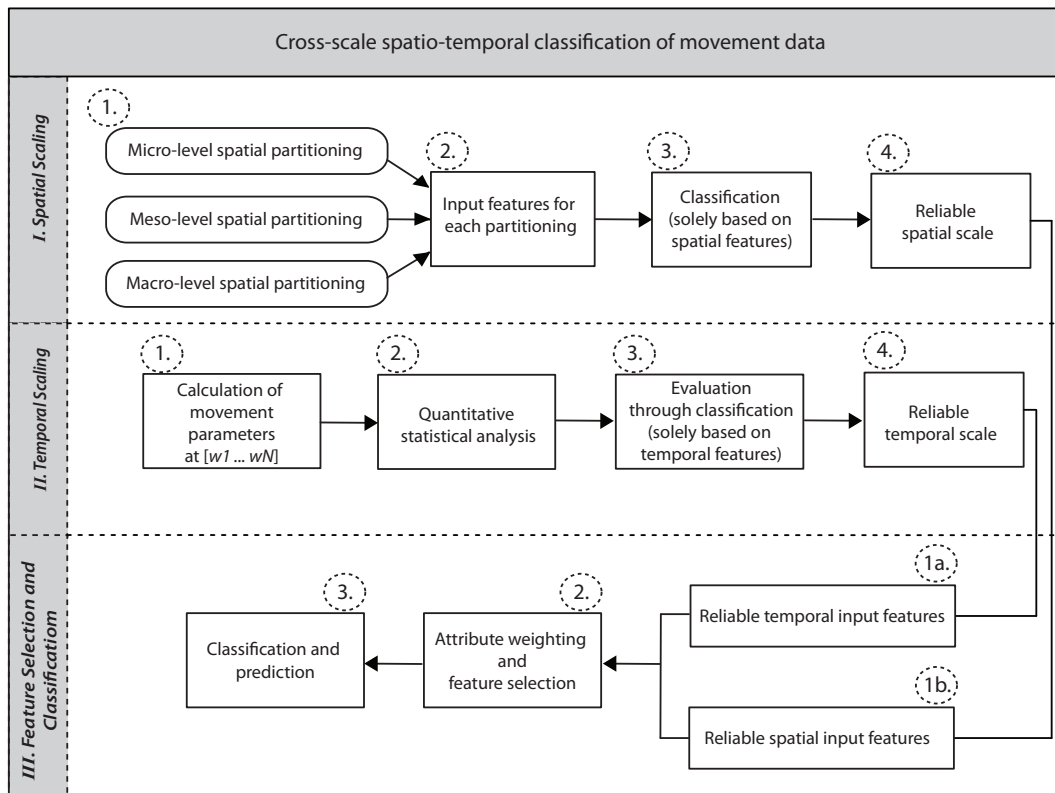 Cross-scale spatio-temporal classification of movement data
I. Spatial Scaling
1.
Micro-level spatial partitioning
Meso-level spatial partitioning
Macro-level spatial partitioning
2.
Input features for
each partitioning
3.
Classification
(solely based on
spatial features)
4.
Reliable
spatial scale
II. Temporal Scaling
1.
Calculation of
movement
parameters
at [w1 ... wN]
2.
Quantitative
statistical analysis
3.
Evaluation
through classification
(solely based on
temporal features)
4.
Reliable
temporal scale
III. Feature Selection and
Classificatiom
1a.
Reliable temporal input features
1b.
Reliable spatial input features
2.
Attribute weighting
and
feature selection
3.
Classification and
prediction